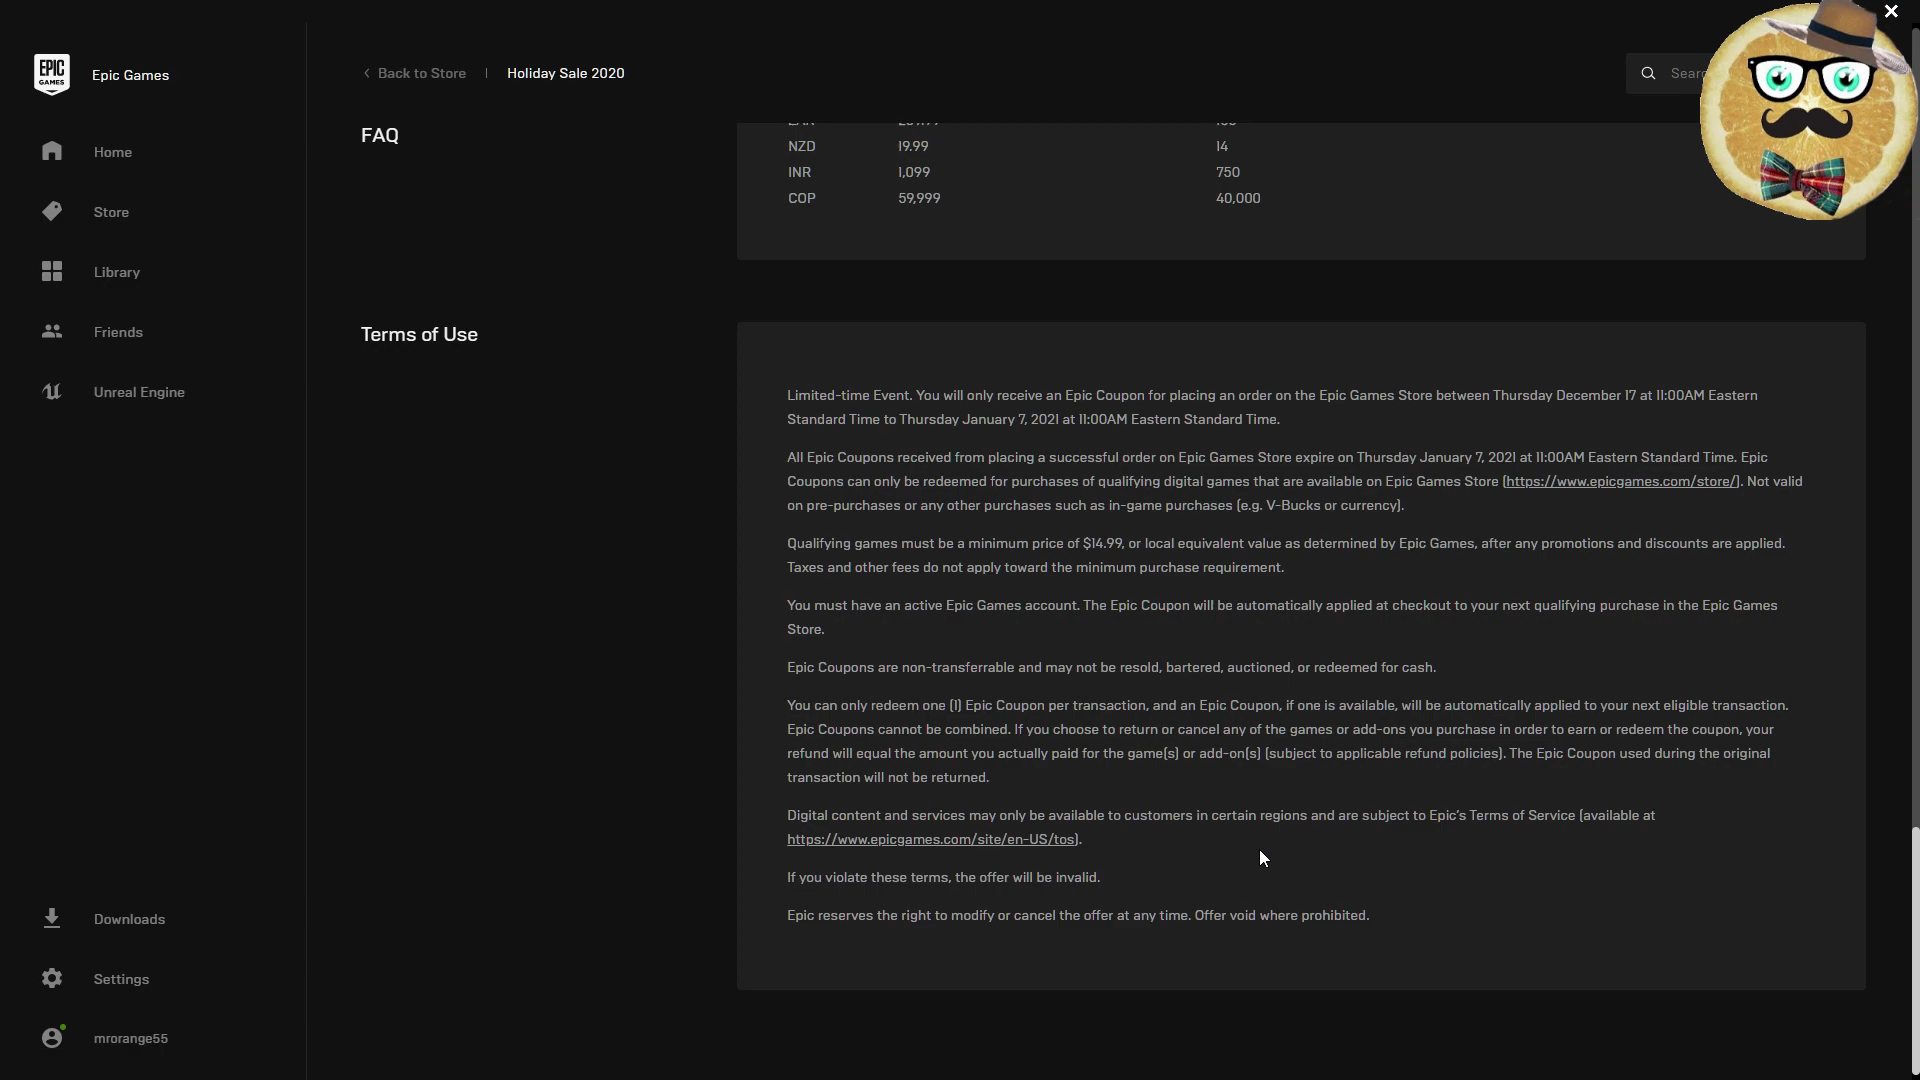 EPIC
GAMES
Epic Games
Home
Store
Library
Friends
Unreal Engine
Downloads
Settings
mrorange55
Back to Store | Holiday Sale 2020
FAQ
NZD 19.99 14
INR 1,099 750
COP 59,999 40,000
Terms of Use
Limited-time Event. You will only receive an Epic Coupon for placing an order on the Epic Games Store between Thursday December 17 at 11:00AM Eastern
Standard Time to Thursday January 7, 2021 at 11:00AM Eastern Standard Time.
All Epic Coupons received from placing a successful order on Epic Games Store expire on Thursday January 7, 2021 at 11:00AM Eastern Standard Time. Epic
Coupons can only be redeemed for purchases of qualifying digital games that are available on Epic Games Store (https://www.epicgames.com/store/). Not valid
on pre-purchases or any other purchases such as in-game purchases (e.g. V-Bucks or currency).
Qualifying games must be a minimum price of $14.99, or local equivalent value as determined by Epic Games, after any promotions and discounts are applied.
Taxes and other fees do not apply toward the minimum purchase requirement.
You must have an active Epic Games account. The Epic Coupon will be automatically applied at checkout to your next qualifying purchase in the Epic Games
Store.
Epic Coupons are non-transferrable and may not be resold, bartered, auctioned, or redeemed for cash.
You can only redeem one (1) Epic Coupon per transaction, and an Epic Coupon, if one is available, will be automatically applied to your next eligible transaction.
Epic Coupons cannot be combined. If you choose to return or cancel any of the games or add-ons you purchase in order to earn or redeem the coupon, your
refund will equal the amount you actually paid for the game(s) or add-on(s) (subject to applicable refund policies). The Epic Coupon used during the original
transaction will not be returned.
Digital content and services may only be available to customers in certain regions and are subject to Epic's Terms of Service (available at
https://www.epicgames.com/site/en-US/tos).
If you violate these terms, the offer will be invalid.
Epic reserves the right to modify or cancel the offer at any time. Offer void where prohibited.